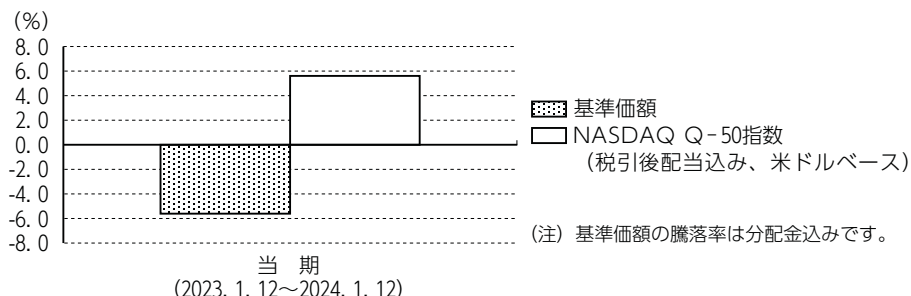 (%)
8. 0
6. 0
4. 0
2. 0
0. 0
-2. 0
-4. 0
-6. 0
-8. 0
基準価額
NASDAQ Q-50指数
(税引後配当込み、米ドルベース)
(注) 基準価額の騰落率は分配金込みです。
当 期
(2023. 1. 12～2024. 1. 12)